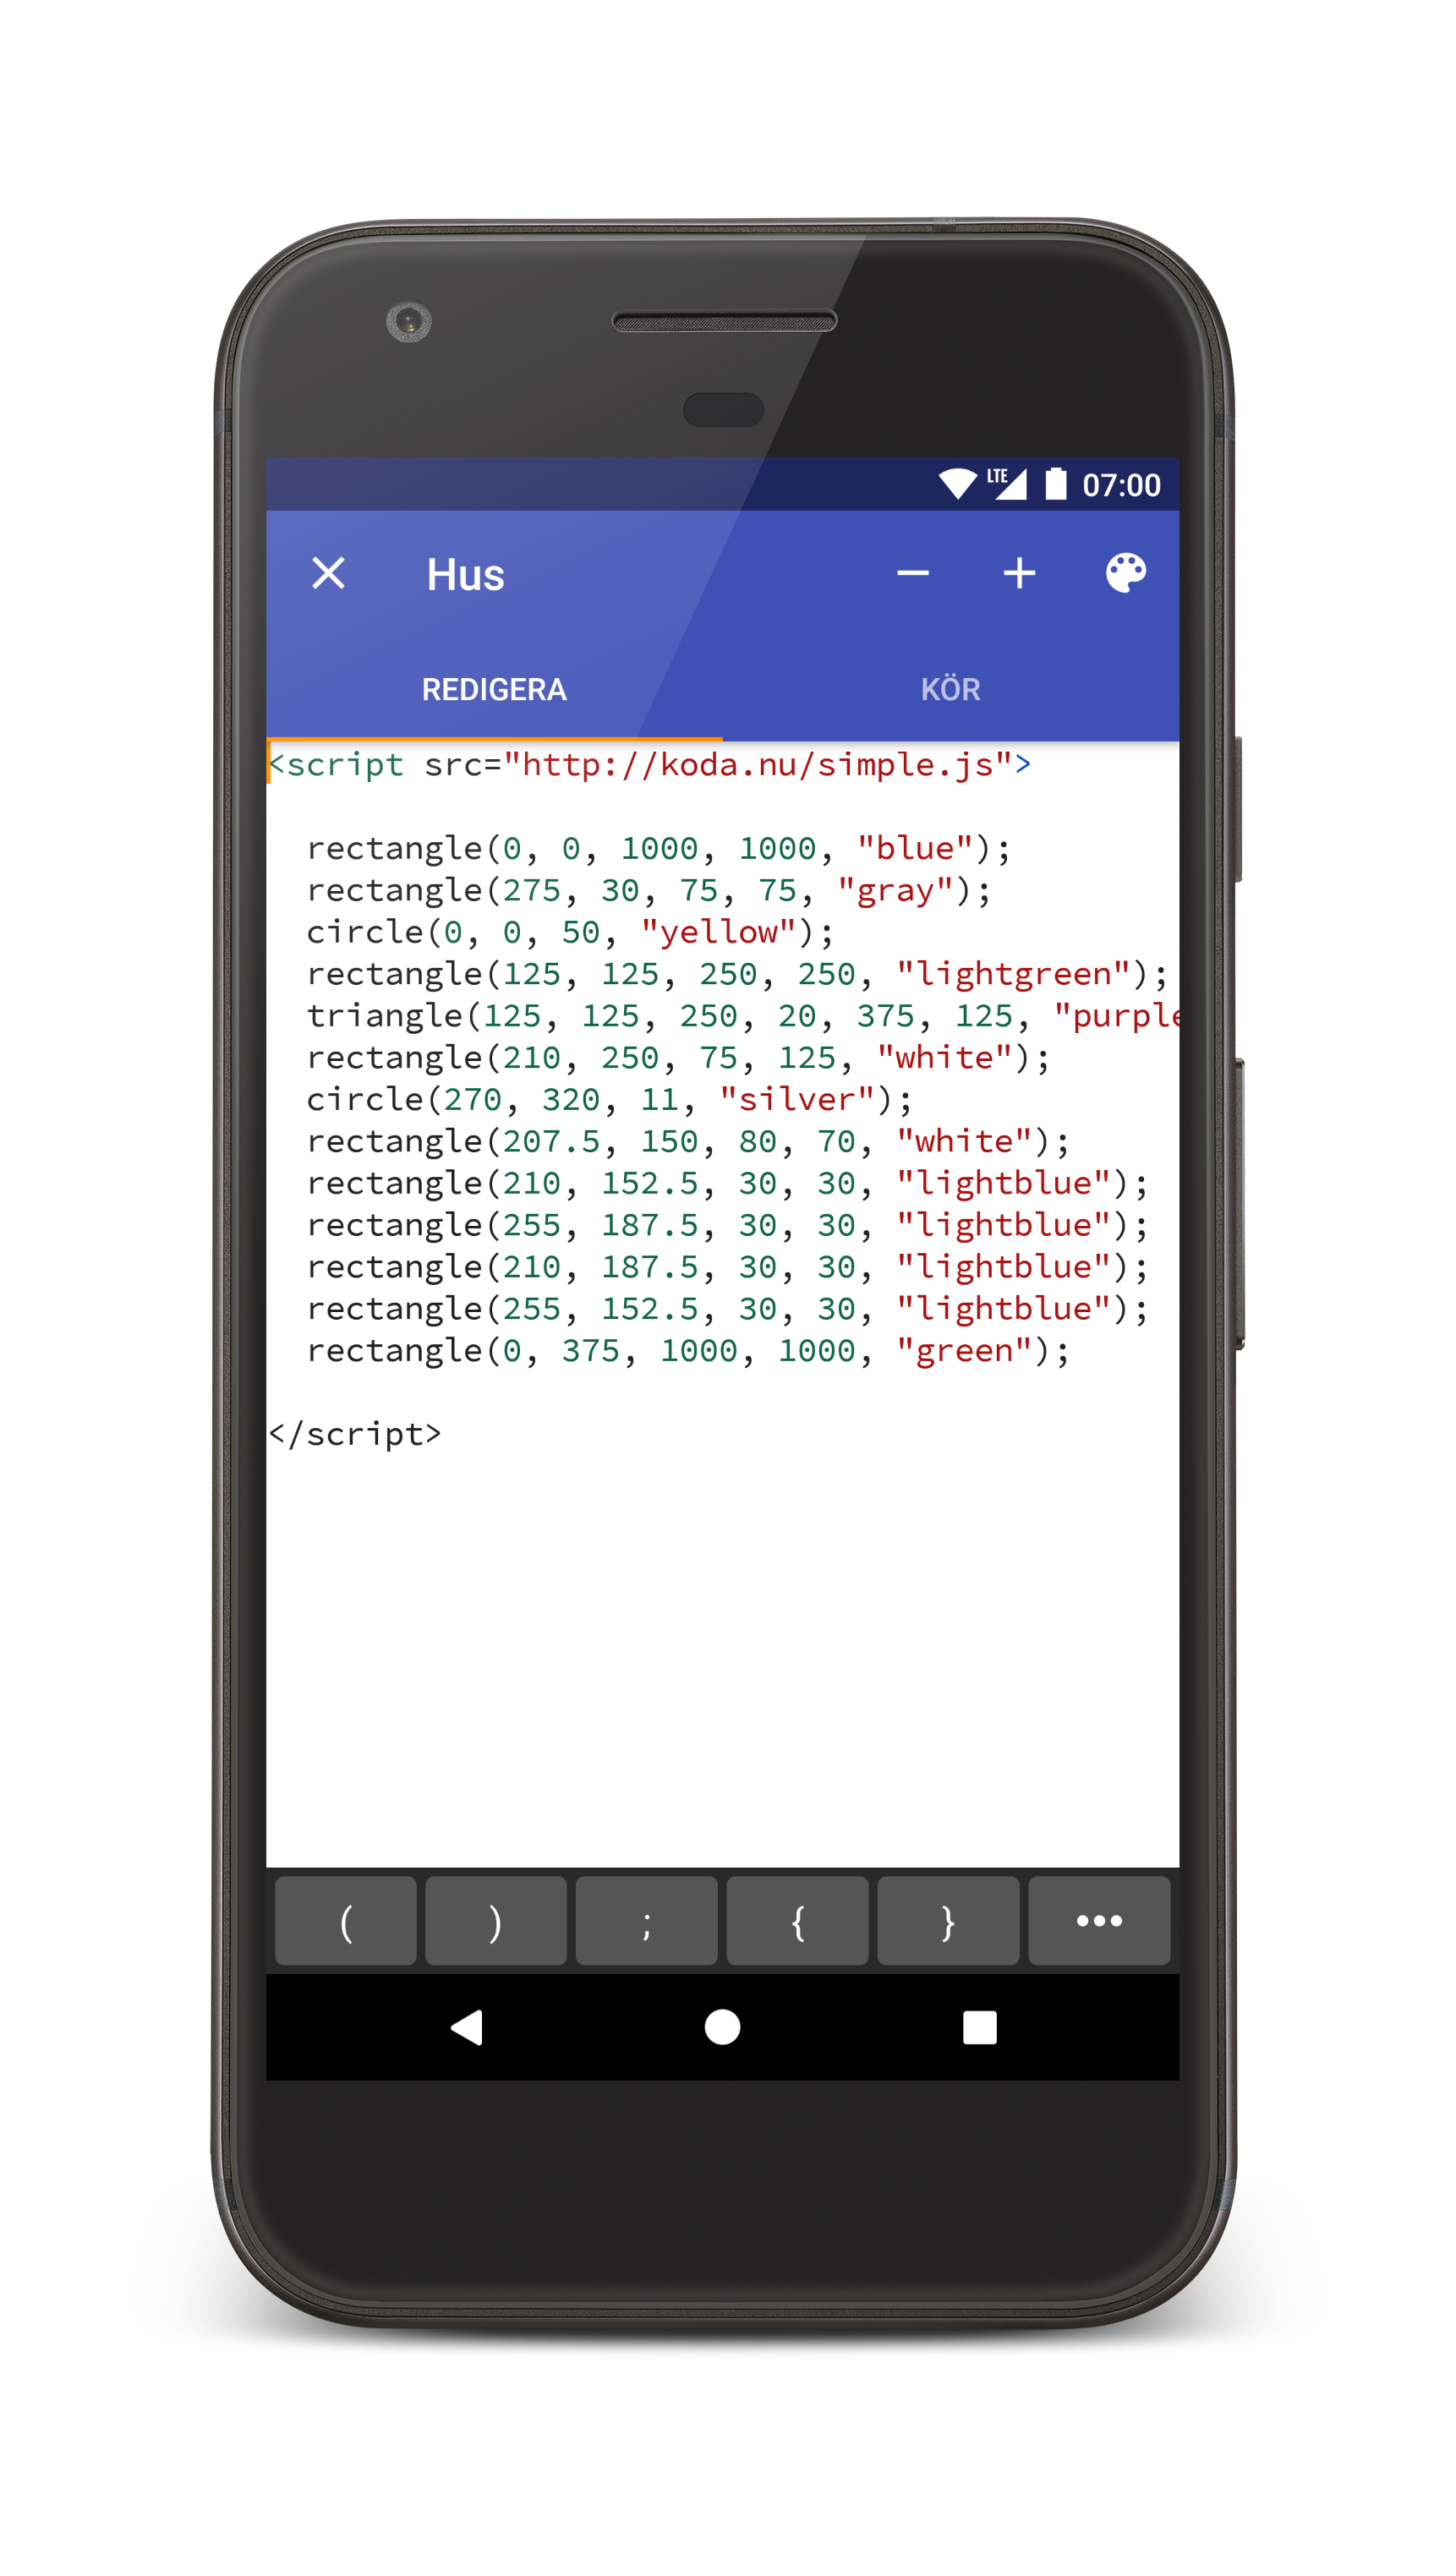 LTE 07:00
Hus
REDIGERA KÖR
<script src="http://koda.nu/simple.js">
rectangle(0, 0, 1000, 1000, "blue");
rectangle(275, 30, 75, 75, "gray");
circle(0, 0, 50, "yellow");
rectangle(125, 125, 250, 250, "lightgreen");
triangle(125, 125, 250, 20, 375, 125, "purple
rectangle(210, 250, 75, 125, "white");
circle(270, 320, 11, "silver");
rectangle(207.5, 150, 80, 70, "white");
rectangle(210, 152.5, 30, 30, "lightblue");
rectangle(255, 187.5, 30, 30, "lightblue");
rectangle(210, 187.5, 30, 30, "lightblue");
rectangle(255, 152.5, 30, 30, "lightblue");
rectangle(0, 375, 1000, 1000, "green");
</script>
( ) ; { } •••